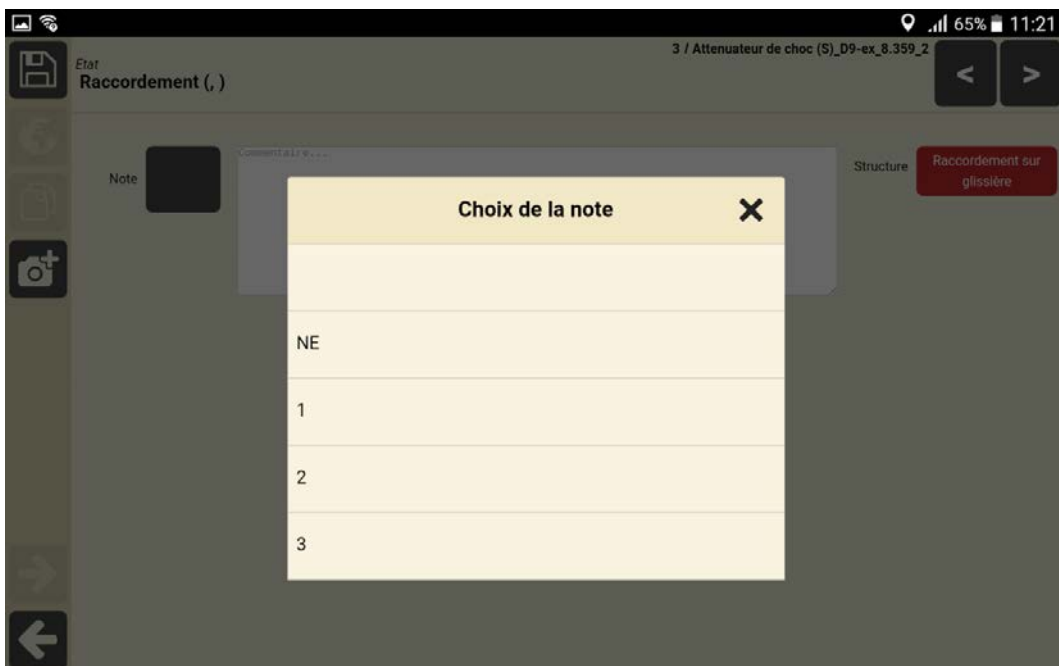 65% 11:21
Etat
3 / Attenuateur de choc (S)_D9-ex_8.359_2
Raccordement (, )
< >
Note
Commentaire...
Structure
Raccordement sur
glissière
Choix de la note
NE
1
2
3